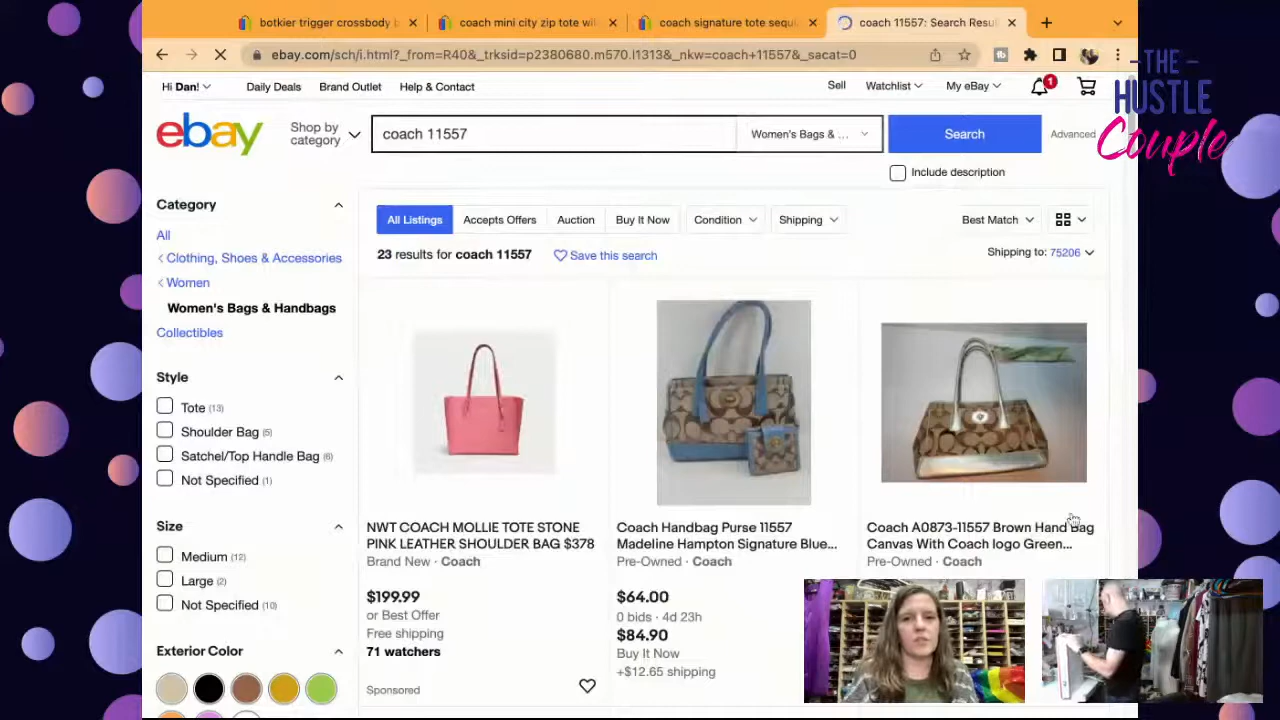 botkier trigger crossbody b
coach mini city zip tote wil
coach signature tote sequi
coach 11557: Search Resul
ebay.com/sch/i.html?_from=R40&_trksid=p2380680.m570.l1313&_nkw=coach+11557&_sacat=0
Hi Dan!
Daily Deals
Brand Outlet
Help & Contact
Sell
Watchlist
My eBay
1
THE
HUSTLE
Couple
ebay
Shop by
category
coach 11557
Women's Bags & ...
Search
Advanced
Include description
Category
All
Clothing, Shoes & Accessories
Women
Women's Bags & Handbags
Collectibles
Style
Tote (13)
Shoulder Bag (5)
Satchel/Top Handle Bag (6)
Not Specified (1)
Size
Medium (12)
Large (2)
Not Specified (10)
Exterior Color
All Listings
Accepts Offers
Auction
Buy It Now
Condition
Shipping
Best Match
23 results for coach 11557
Save this search
Shipping to: 75206
NWT COACH MOLLIE TOTE STONE
PINK LEATHER SHOULDER BAG $378
Brand New · Coach
$199.99
or Best Offer
Free shipping
71 watchers
Sponsored
Coach Handbag Purse 11557
Madeline Hampton Signature Blue...
Pre-Owned · Coach
$64.00
0 bids · 4d 23h
$84.90
Buy It Now
+$12.65 shipping
Coach A0873-11557 Brown Hand Bag
Canvas With Coach logo Green...
Pre-Owned · Coach